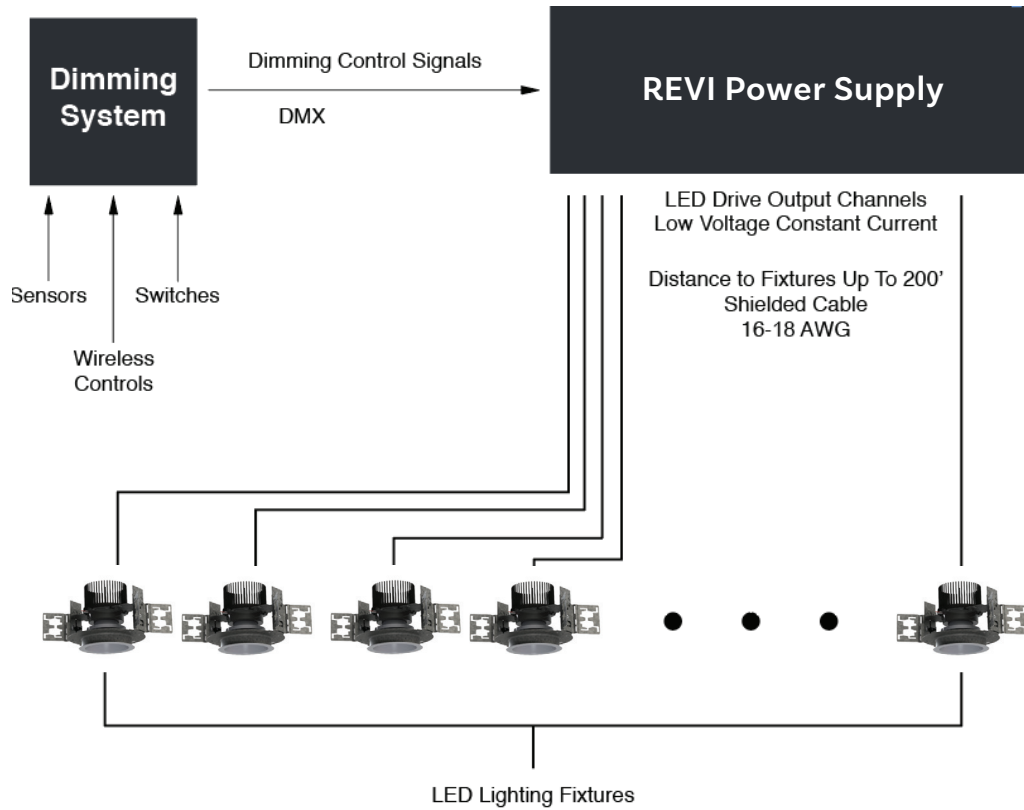 Dimming
System
Dimming Control Signals
DMX
REVI Power Supply
Sensors
Switches
Wireless
Controls
LED Drive Output Channels
Low Voltage Constant Current
Distance to Fixtures Up To 200'
Shielded Cable
16-18 AWG
LED Lighting Fixtures